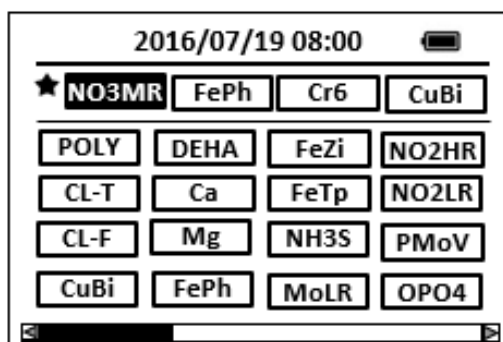 2016/07/19 08:00
NO3MR FePh Cr6 CuBi
POLY DEHA FeZi NO2HR
CL-T Ca FeTp NO2LR
CL-F Mg NH3S PMoV
CuBi FePh MoLR OPO4